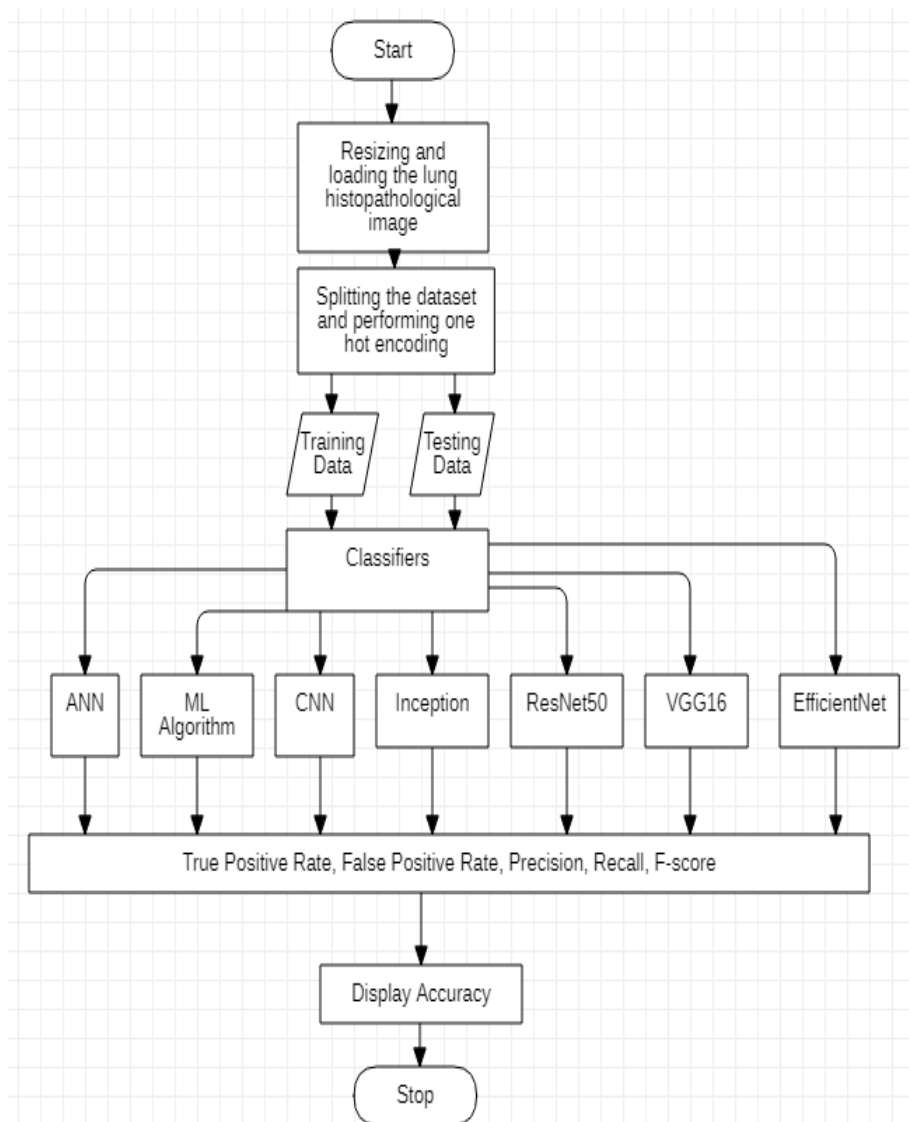 Start
Resizing and
loading the lung
histopathological
image
Splitting the dataset
and performing one
hot encoding
Training
Data
Testing
Data
Classifiers
ANN
ML
Algorithm
CNN
Inception
ResNet50
VGG16
EfficientNet
True Positive Rate, False Positive Rate, Precision, Recall, F-score
Display Accuracy
Stop